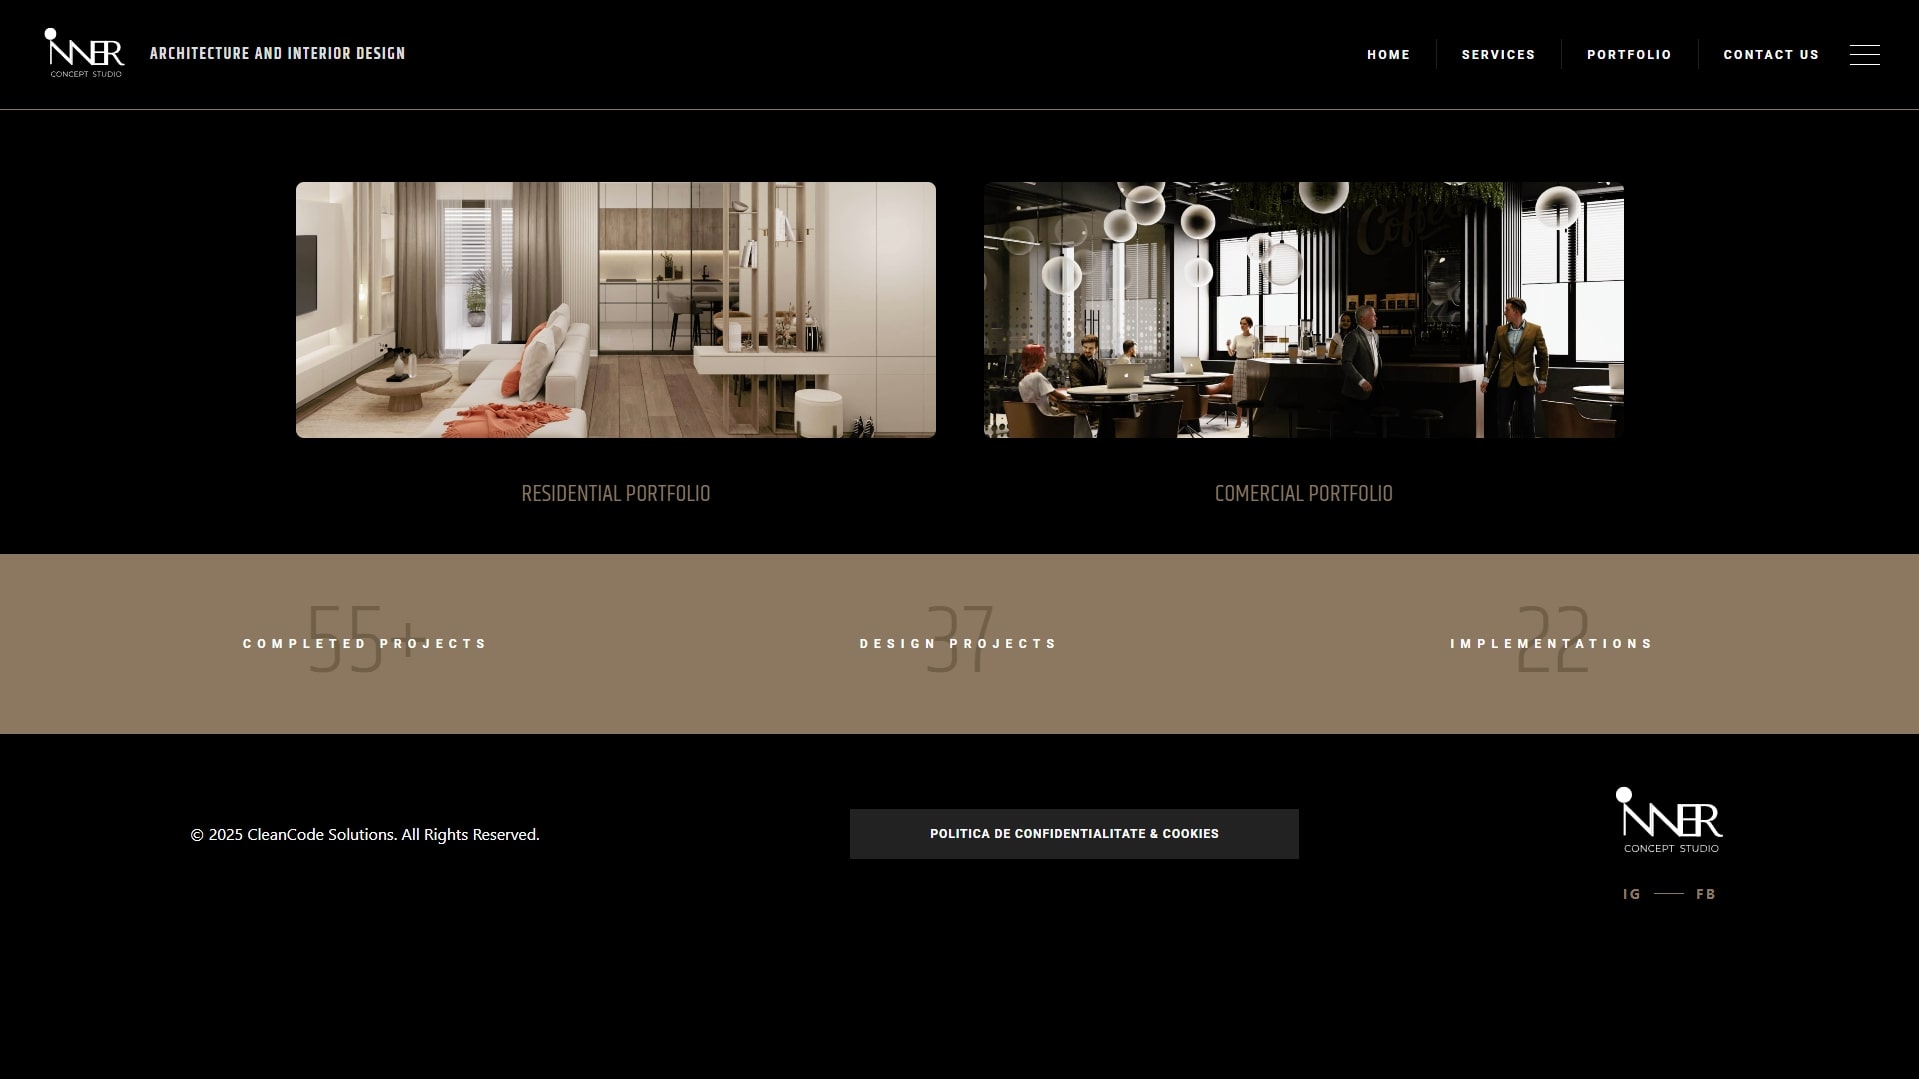 INNER
CONCEPT STUDIO
ARCHITECTURE AND INTERIOR DESIGN
HOME
SERVICES
PORTFOLIO
CONTACT US
Coffee
RESIDENTIAL PORTFOLIO
COMERCIAL PORTFOLIO
55+
COMPLETED PROJECTS
37
DESIGN PROJECTS
22
IMPLEMENTATIONS
© 2025 CleanCode Solutions. All Rights Reserved.
POLITICA DE CONFIDENTIALITATE & COOKIES
INNER
CONCEPT STUDIO
IG
FB